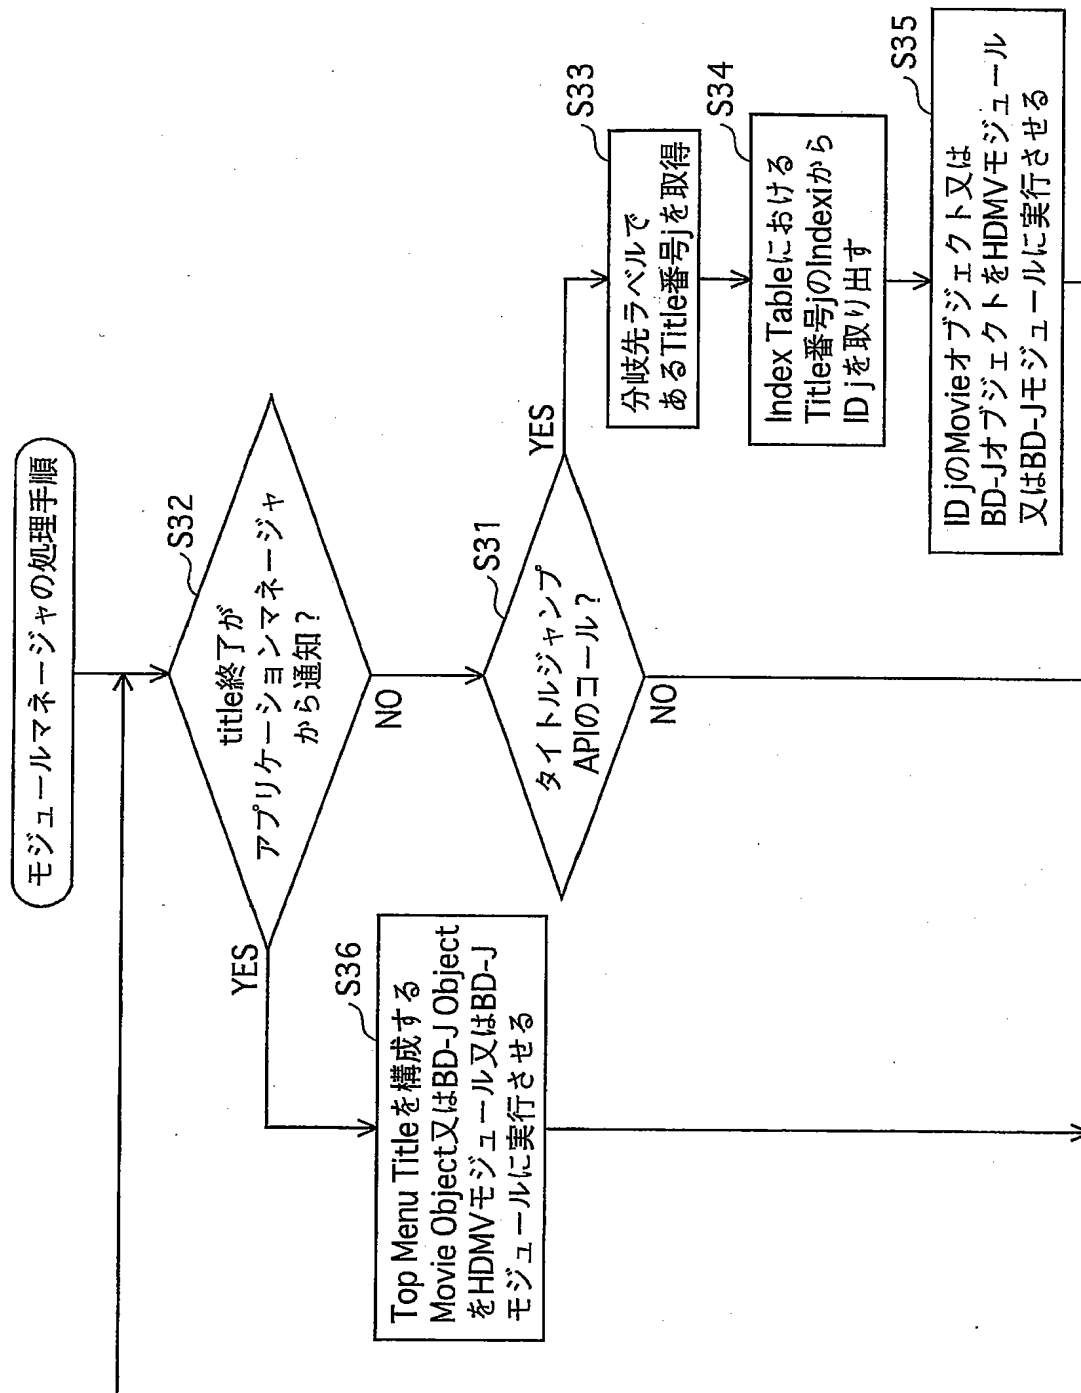 モジュールマネージャの処理手順
S32
title終了が
アプリケーションマネージャ
から通知？
YES
NO
S31
タイトルジャンプ
APIのコール？
YES
NO
S33
分岐先ラベルで
あるTitle番号jを取得
S34
Index Tableにおける
Title番号jのIndexiから
ID jを取り出す
S35
ID jのMovieオブジェクト又は
BD-JオブジェクトをHDMVモジュール
又はBD-Jモジュールに実行させる
S36
Top Menu Titleを構成する
Movie Object又はBD-J Object
をHDMVモジュール又はBD-J
モジュールに実行させる